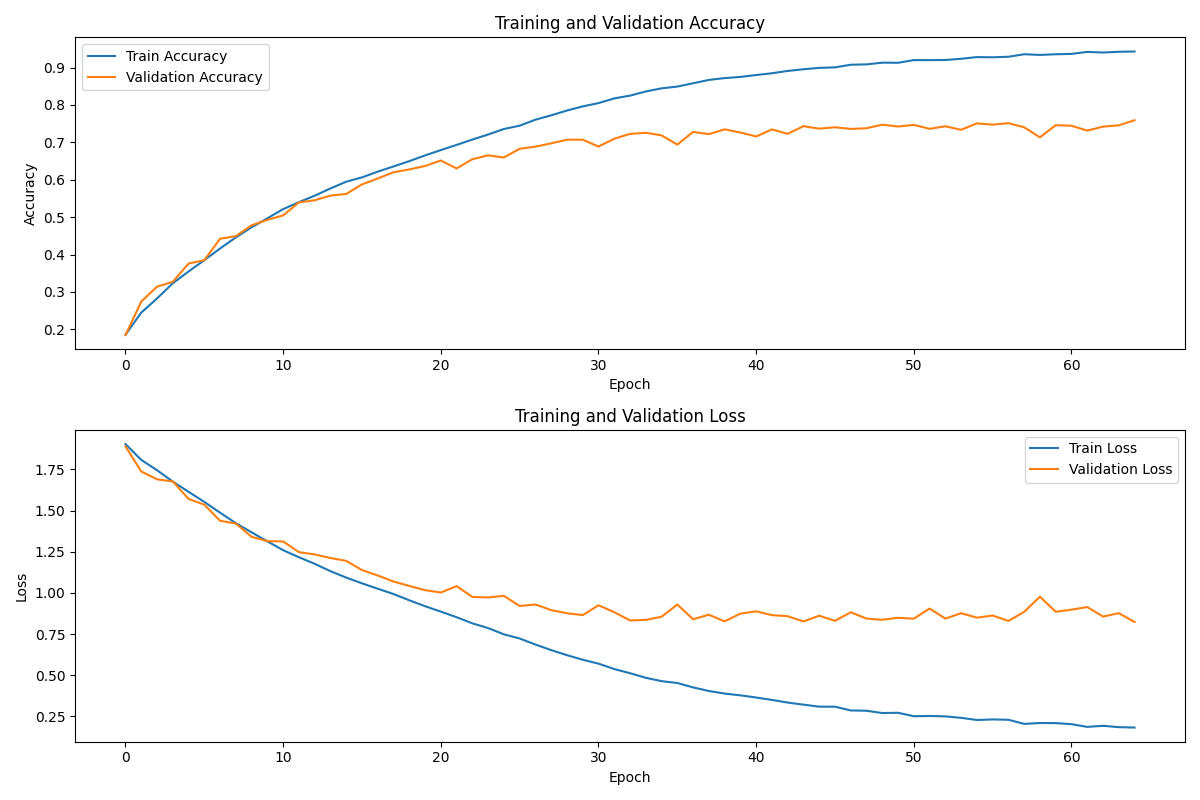 Training and Validation Accuracy
Train Accuracy
Validation Accuracy
Accuracy
0.9
0.8
0.7
0.6
0.5
0.4
0.3
0.2
0 10 20 30 40 50 60
Epoch
Training and Validation Loss
Train Loss
Validation Loss
Loss
1.75
1.50
1.25
1.00
0.75
0.50
0.25
0 10 20 30 40 50 60
Epoch